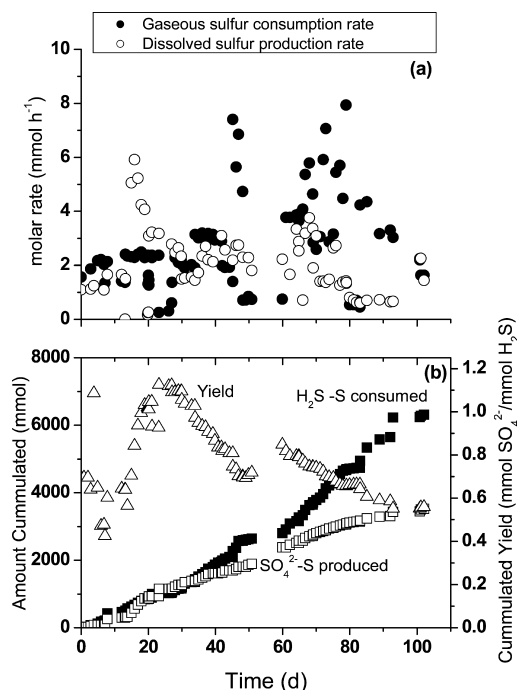 Gaseous sulfur consumption rate
Dissolved sulfur production rate
(a)
10
8
6
4
2
0
molar rate (mmol h⁻¹)
(b)
8000
6000
4000
2000
0
Amount Cummulated (mmol)
Yield
H₂S -S consumed
SO₄²⁻-S produced
1.2
1.0
0.8
0.6
0.4
0.2
0.0
Cummulated Yield (mmol SO₄²⁻/mmol H₂S)
0 20 40 60 80 100
Time (d)